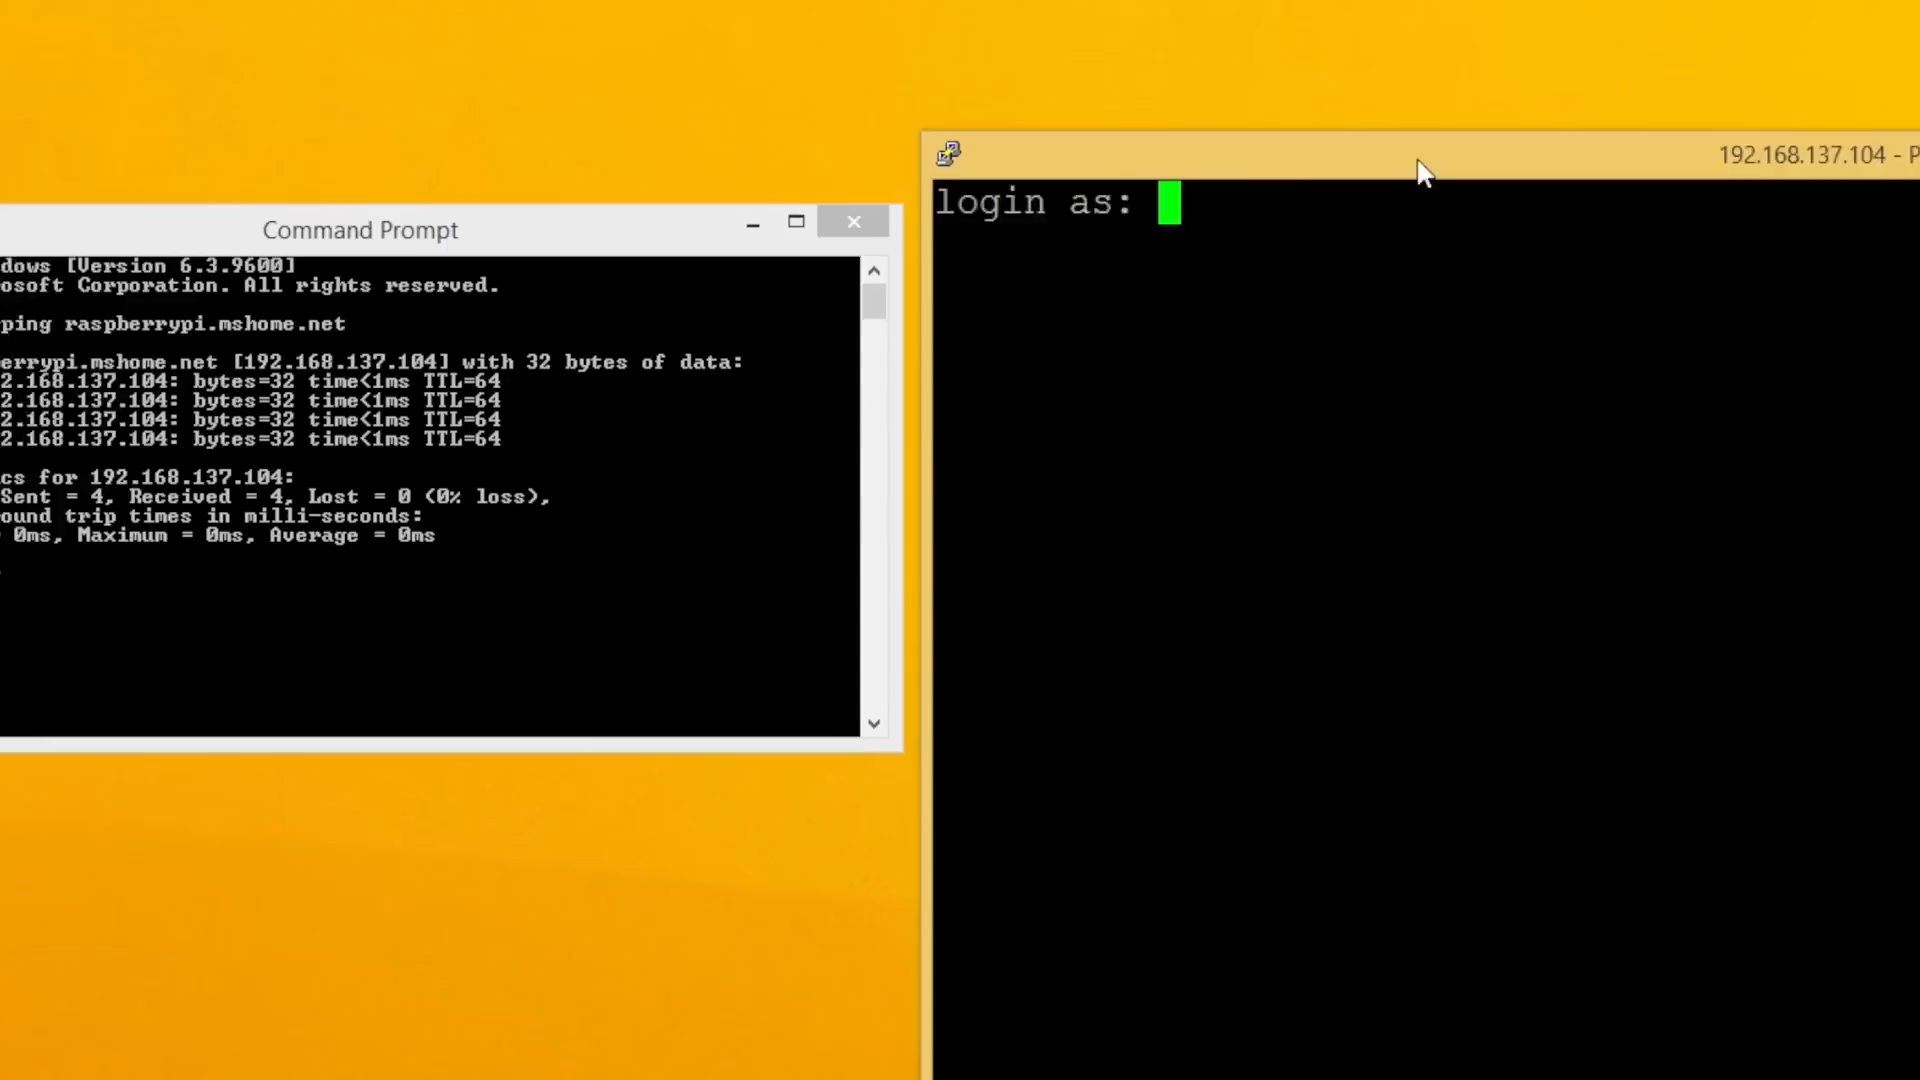 Command Prompt
dows [Version 6.3.9600]
osoft Corporation. All rights reserved.
ping raspberrypi.mshome.net
errypi.mshome.net [192.168.137.104] with 32 bytes of data:
2.168.137.104: bytes=32 time<1ms TTL=64
2.168.137.104: bytes=32 time<1ms TTL=64
2.168.137.104: bytes=32 time<1ms TTL=64
2.168.137.104: bytes=32 time<1ms TTL=64
cs for 192.168.137.104:
Sent = 4, Received = 4, Lost = 0 (0% loss),
ound trip times in milli-seconds:
0ms, Maximum = 0ms, Average = 0ms
192.168.137.104 - P
login as: